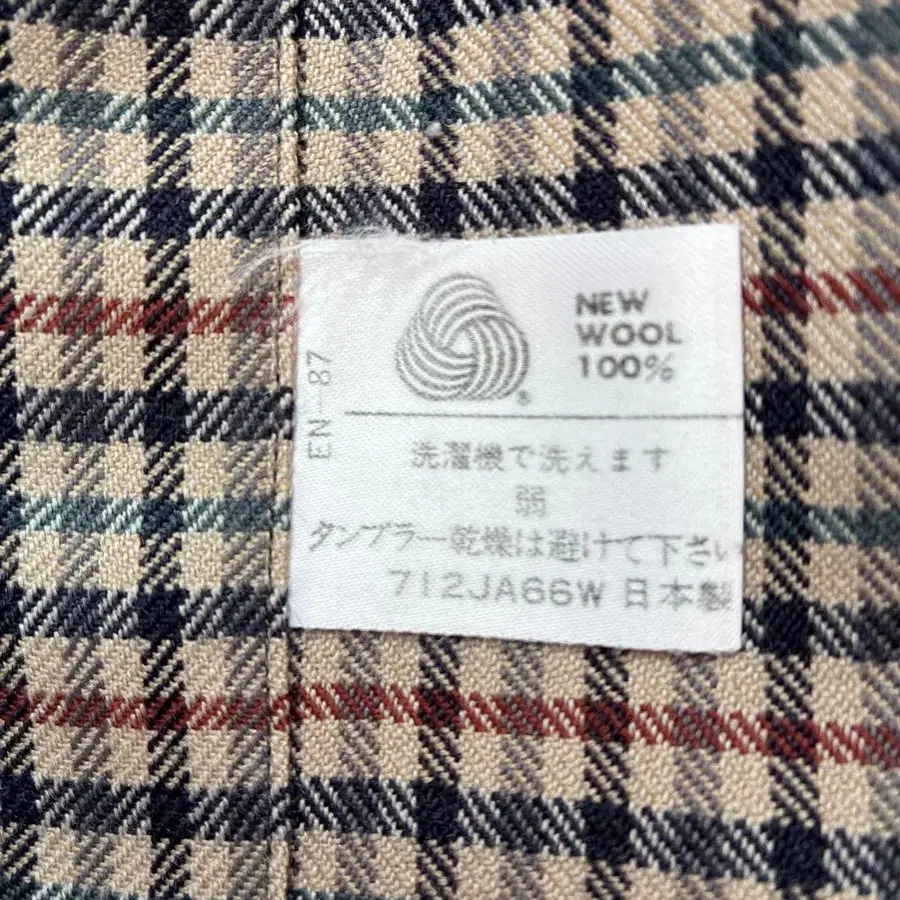 NEW
WOOL
100%
®
EN-87
洗濯機で洗えます
弱
タンブラー乾燥は避けて下さい
712JA66W 日本製